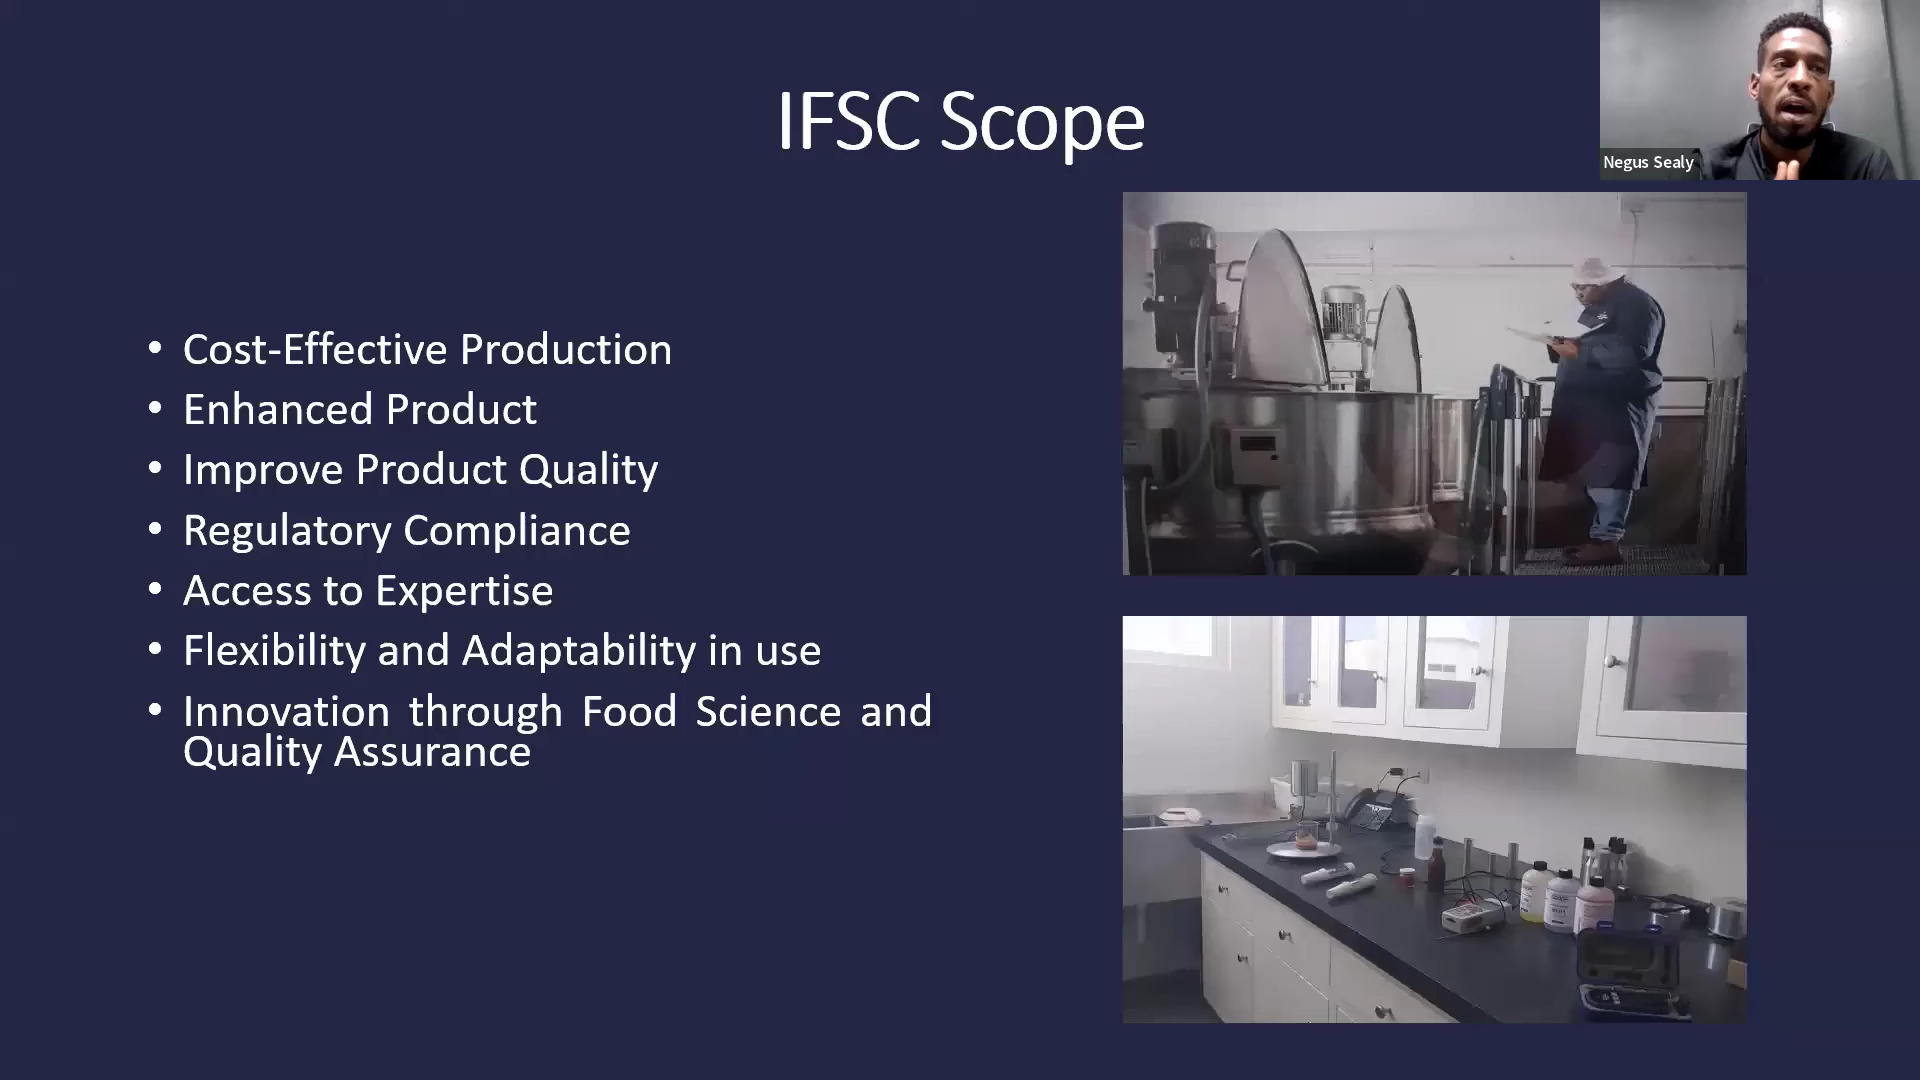 IFSC Scope
Negus Sealy
• Cost-Effective Production
• Enhanced Product
• Improve Product Quality
• Regulatory Compliance
• Access to Expertise
• Flexibility and Adaptability in use
• Innovation through Food Science and
Quality Assurance